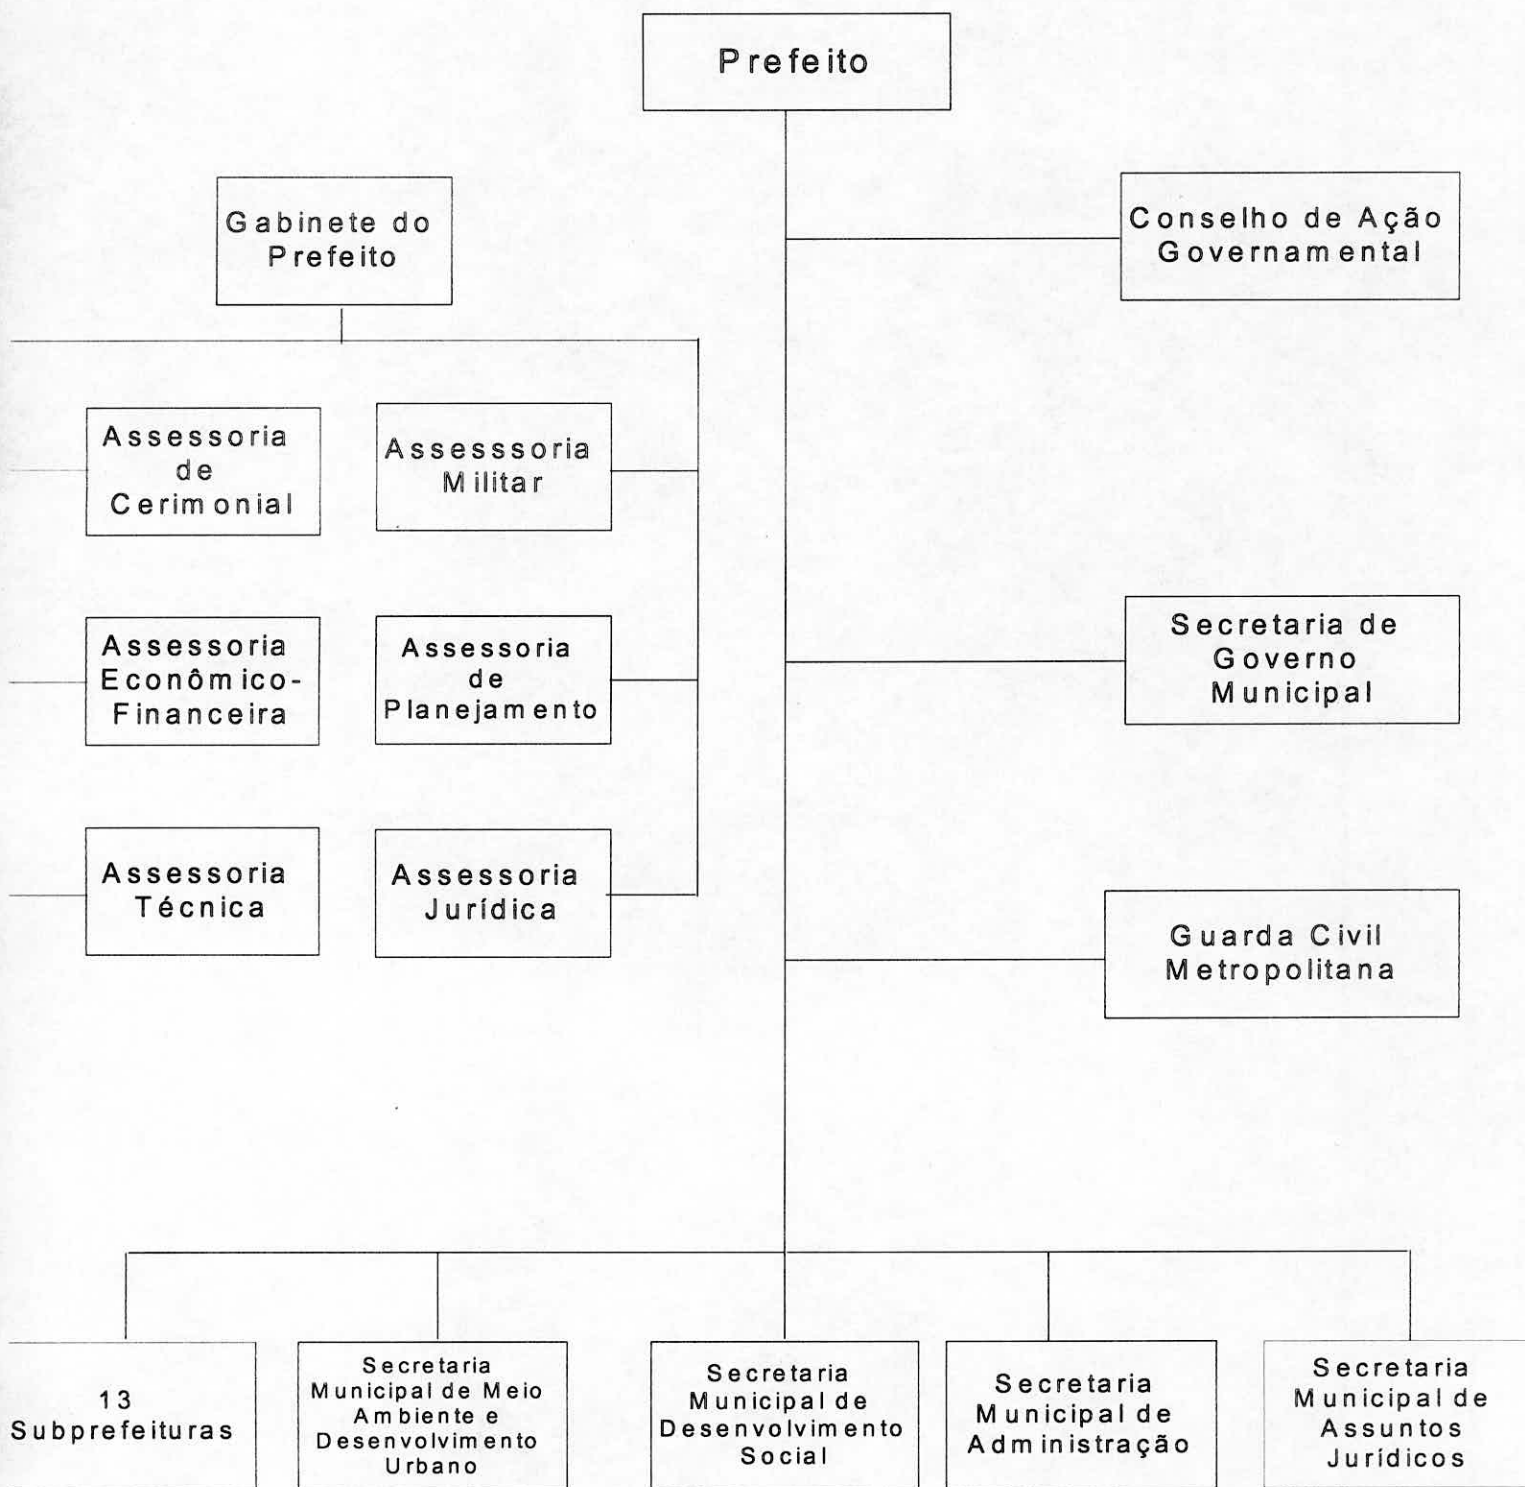 Prefeito
Gabinete do
Prefeito
Conselho de Ação
Governamental
Assessoria
de
Cerimonial
Assesssoria
Militar
Assessoria
Econômico-
Financeira
Assessoria
de
Planejamento
Secretaria de
Governo
Municipal
Assessoria
Técnica
Assessoria
Jurídica
Guarda Civil
Metropolitana
13
Subprefeituras
Secretaria
Municipal de Meio
Ambiente e
Desenvolvimento
Urbano
Secretaria
Municipal de
Desenvolvimento
Social
Secretaria
Municipal de
Administração
Secretaria
Municipal de
Assuntos
Jurídicos